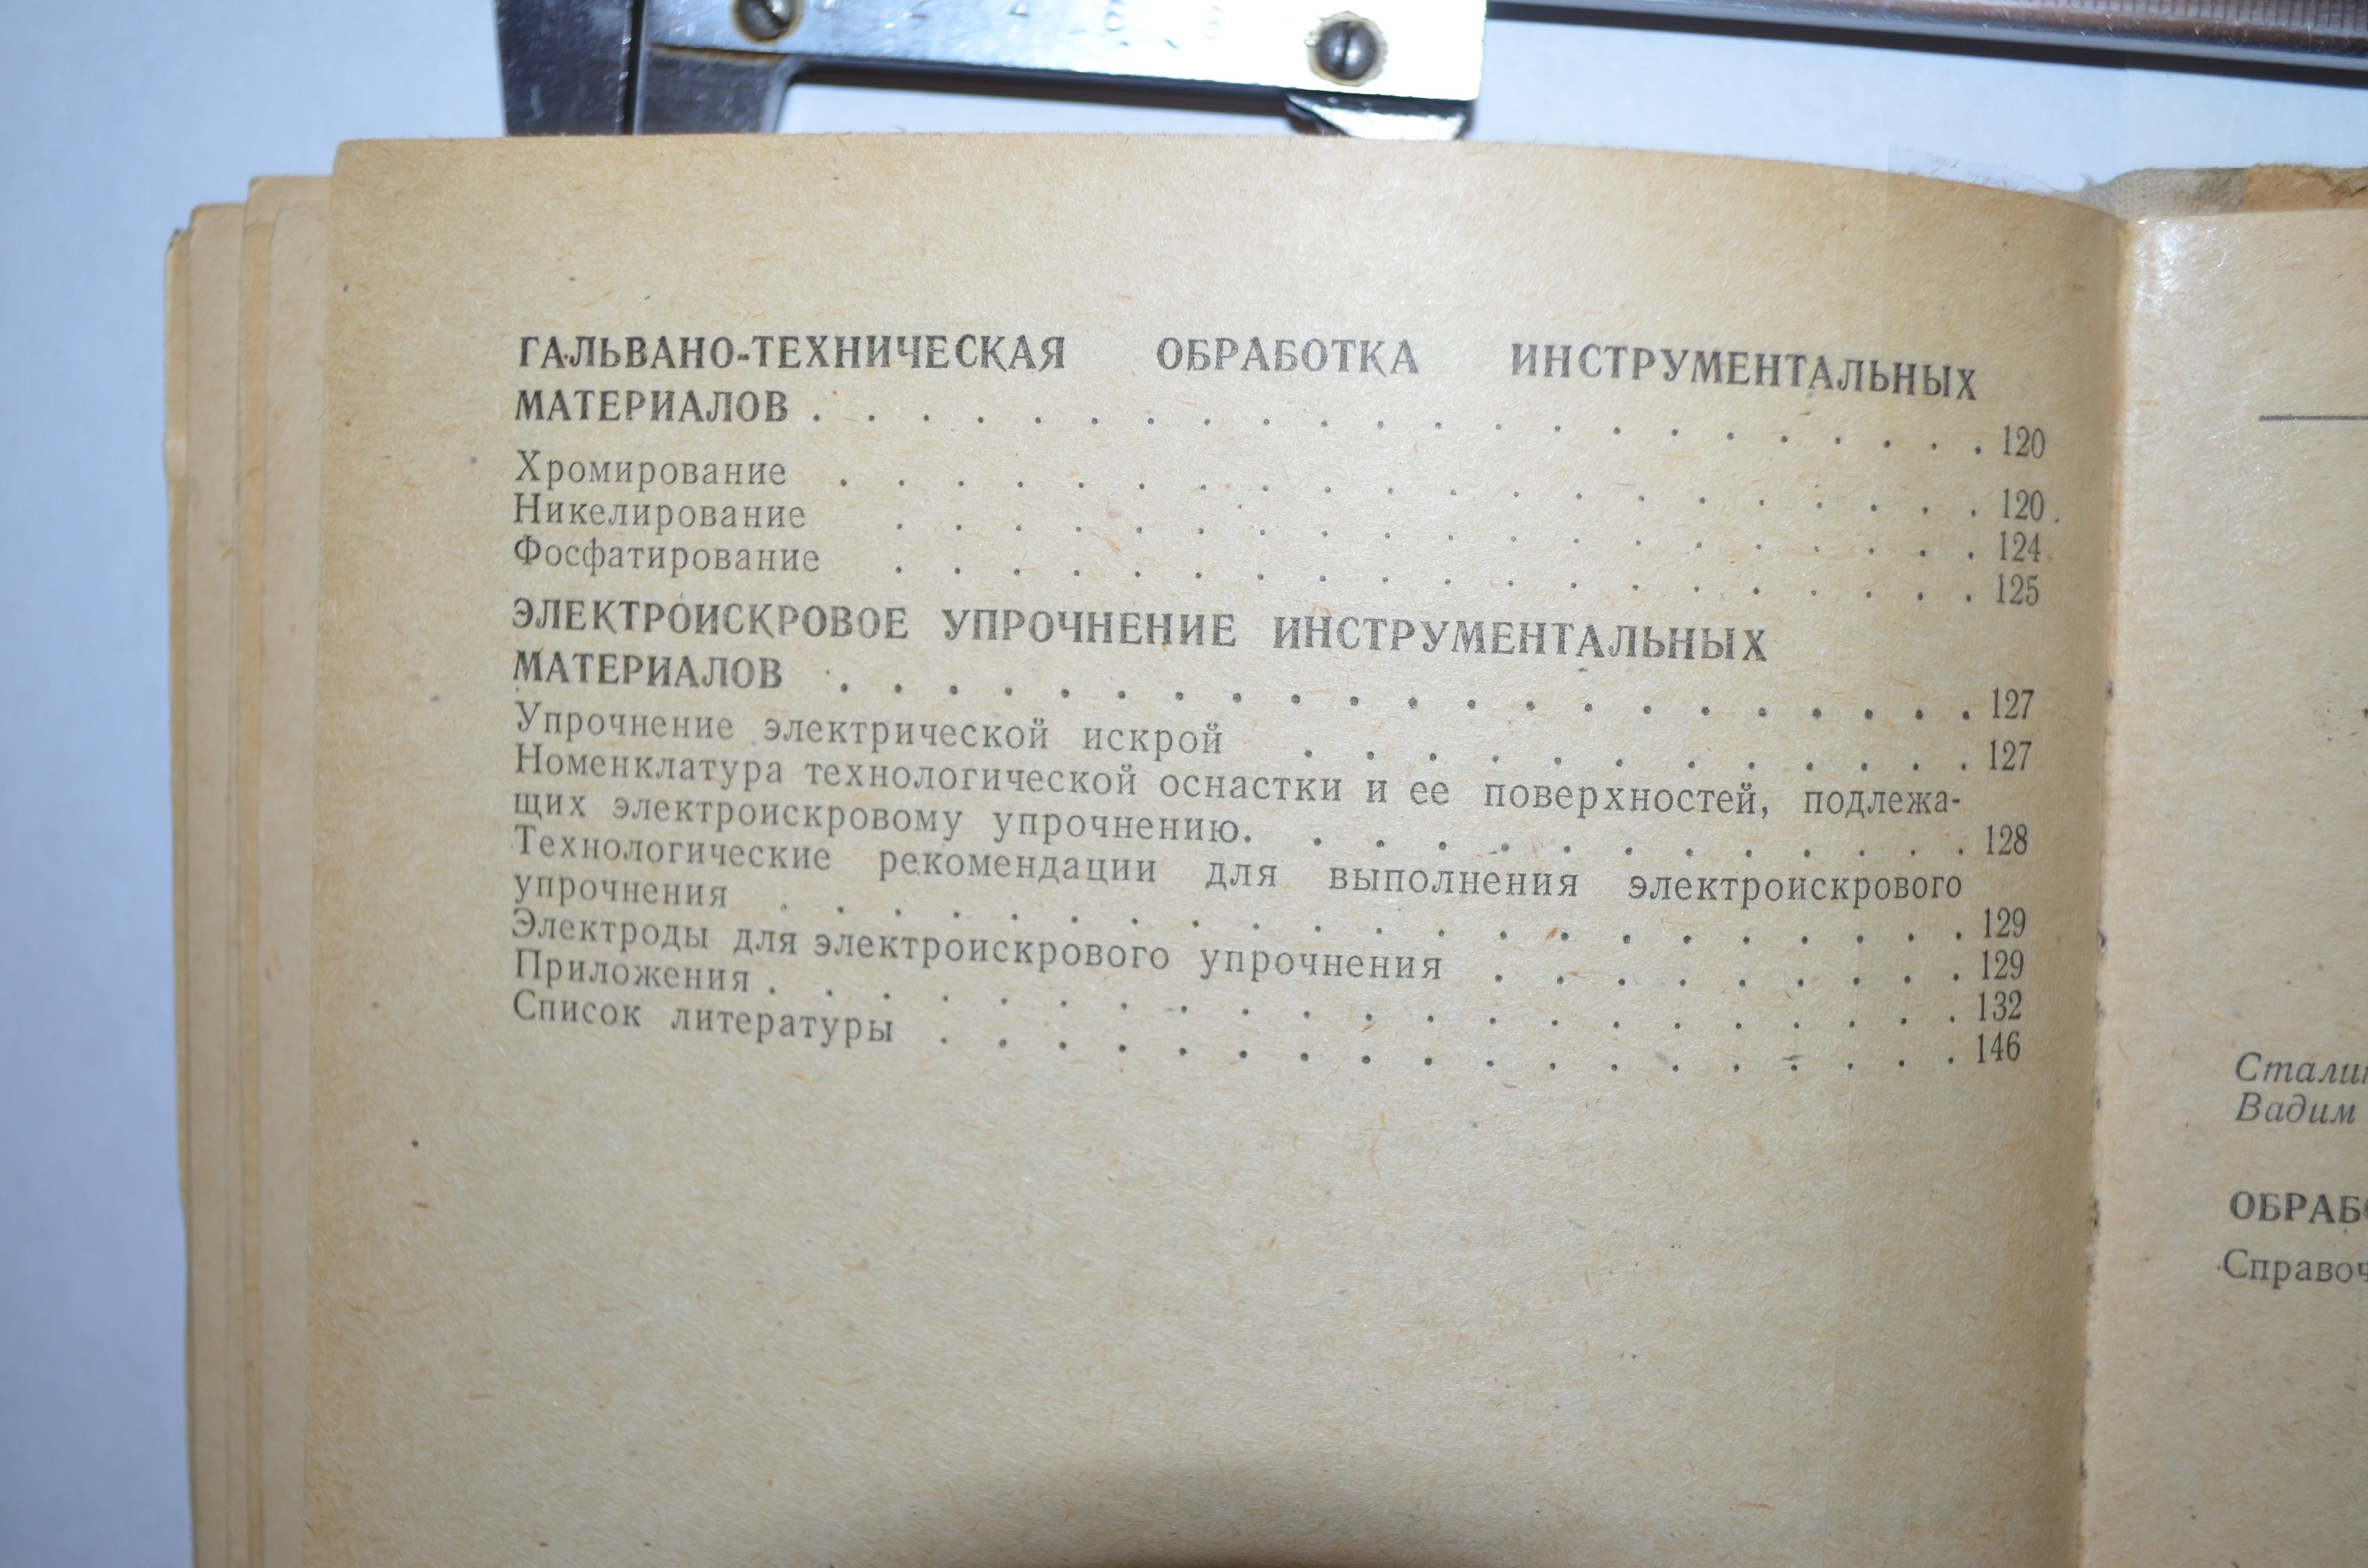 ГАЛЬВАНО-ТЕХНИЧЕСКАЯ ОБРАБОТКА ИНСТРУМЕНТАЛЬНЫХ
МАТЕРИАЛОВ . . . . . . . . . . . . . . . . . . . . 120
Хромирование . . . . . . . . . . . . . . . . . . . 120
Никелирование . . . . . . . . . . . . . . . . . . 124
Фосфатирование . . . . . . . . . . . . . . . . . . 125
ЭЛЕКТРОИСКРОВОЕ УПРОЧНЕНИЕ ИНСТРУМЕНТАЛЬНЫХ
МАТЕРИАЛОВ . . . . . . . . . . . . . . . . . . . . 127
Упрочнение электрической искрой . . . . . . . . . . . 127
Номенклатура технологической оснастки и ее поверхностей, подлежа-
щих электроискровому упрочнению. . . . . . . . . . . . 128
Технологические рекомендации для выполнения электроискрового
упрочнения . . . . . . . . . . . . . . . . . . . . 129
Электроды для электроискрового упрочнения . . . . . . . . 129
Приложения . . . . . . . . . . . . . . . . . . . . 132
Список литературы . . . . . . . . . . . . . . . . . 146
Вадим